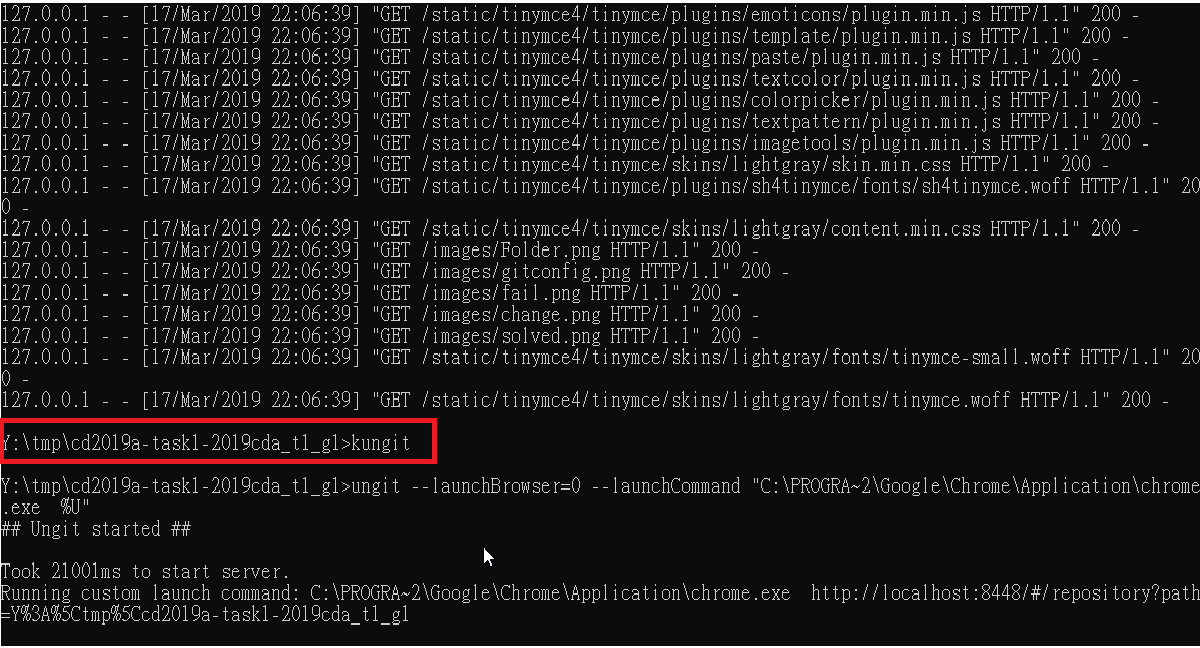 127.0.0.1 - - [17/Mar/2019 22:06:39] "GET /static/tinymce4/tinymce/plugins/emoticons/plugin.min.js HTTP/1.1" 200 -
127.0.0.1 - - [17/Mar/2019 22:06:39] "GET /static/tinymce4/tinymce/plugins/template/plugin.min.js HTTP/1.1" 200 -
127.0.0.1 - - [17/Mar/2019 22:06:39] "GET /static/tinymce4/tinymce/plugins/paste/plugin.min.js HTTP/1.1" 200 -
127.0.0.1 - - [17/Mar/2019 22:06:39] "GET /static/tinymce4/tinymce/plugins/textcolor/plugin.min.js HTTP/1.1" 200 -
127.0.0.1 - - [17/Mar/2019 22:06:39] "GET /static/tinymce4/tinymce/plugins/colorpicker/plugin.min.js HTTP/1.1" 200 -
127.0.0.1 - - [17/Mar/2019 22:06:39] "GET /static/tinymce4/tinymce/plugins/textpattern/plugin.min.js HTTP/1.1" 200 -
127.0.0.1 - - [17/Mar/2019 22:06:39] "GET /static/tinymce4/tinymce/plugins/imagetools/plugin.min.js HTTP/1.1" 200 -
127.0.0.1 - - [17/Mar/2019 22:06:39] "GET /static/tinymce4/tinymce/skins/lightgray/skin.min.css HTTP/1.1" 200 -
127.0.0.1 - - [17/Mar/2019 22:06:39] "GET /static/tinymce4/tinymce/plugins/sh4tinymce/fonts/sh4tinymce.woff HTTP/1.1" 20
0 -
127.0.0.1 - - [17/Mar/2019 22:06:39] "GET /static/tinymce4/tinymce/skins/lightgray/content.min.css HTTP/1.1" 200 -
127.0.0.1 - - [17/Mar/2019 22:06:39] "GET /images/Folder.png HTTP/1.1" 200 -
127.0.0.1 - - [17/Mar/2019 22:06:39] "GET /images/gitconfig.png HTTP/1.1" 200 -
127.0.0.1 - - [17/Mar/2019 22:06:39] "GET /images/fail.png HTTP/1.1" 200 -
127.0.0.1 - - [17/Mar/2019 22:06:39] "GET /images/change.png HTTP/1.1" 200 -
127.0.0.1 - - [17/Mar/2019 22:06:39] "GET /images/solved.png HTTP/1.1" 200 -
127.0.0.1 - - [17/Mar/2019 22:06:39] "GET /static/tinymce4/tinymce/skins/lightgray/fonts/tinymce-small.woff HTTP/1.1" 20
0 -
127.0.0.1 - - [17/Mar/2019 22:06:39] "GET /static/tinymce4/tinymce/skins/lightgray/fonts/tinymce.woff HTTP/1.1" 200 -
Y:\tmp\cd2019a-task1-2019cda_t1_g1>kungit
Y:\tmp\cd2019a-task1-2019cda_t1_g1>ungit --launchBrowser=0 --launchCommand "C:\PROGRA~2\Google\Chrome\Application\chrome
.exe  %U"
## Ungit started ##
Took 21001ms to start server.
Running custom launch command: C:\PROGRA~2\Google\Chrome\Application\chrome.exe  http://localhost:8448/#/repository?path
=Y%3A%5Ctmp%5Ccd2019a-task1-2019cda_t1_g1